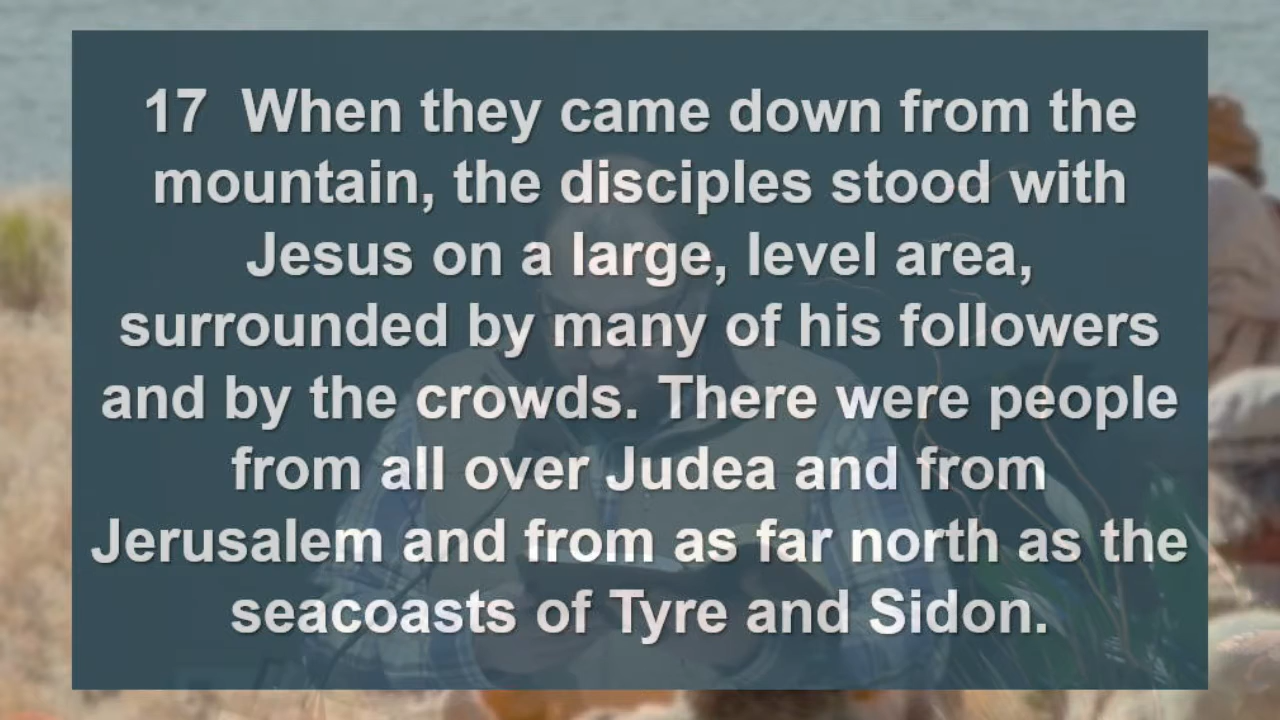 17 When they came down from the
mountain, the disciples stood with
Jesus on a large, level area,
surrounded by many of his followers
and by the crowds. There were people
from all over Judea and from
Jerusalem and from as far north as the
seacoasts of Tyre and Sidon.